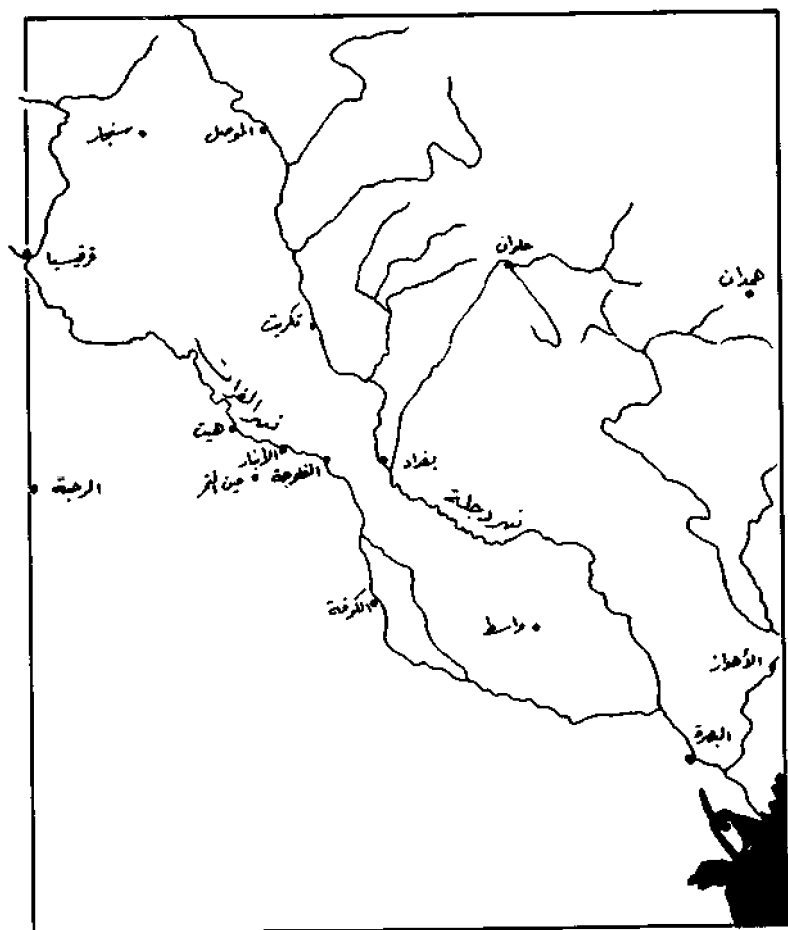 سنجار
الموصل
قرقيسيا
حلوان
همدان
تكريت
نهر الفرات
هيت
الأنبار
الفلوجة
عين التمر
الرحبة
بغداد
نهر دجلة
الكوفة
واسط
الأهواز
البصرة